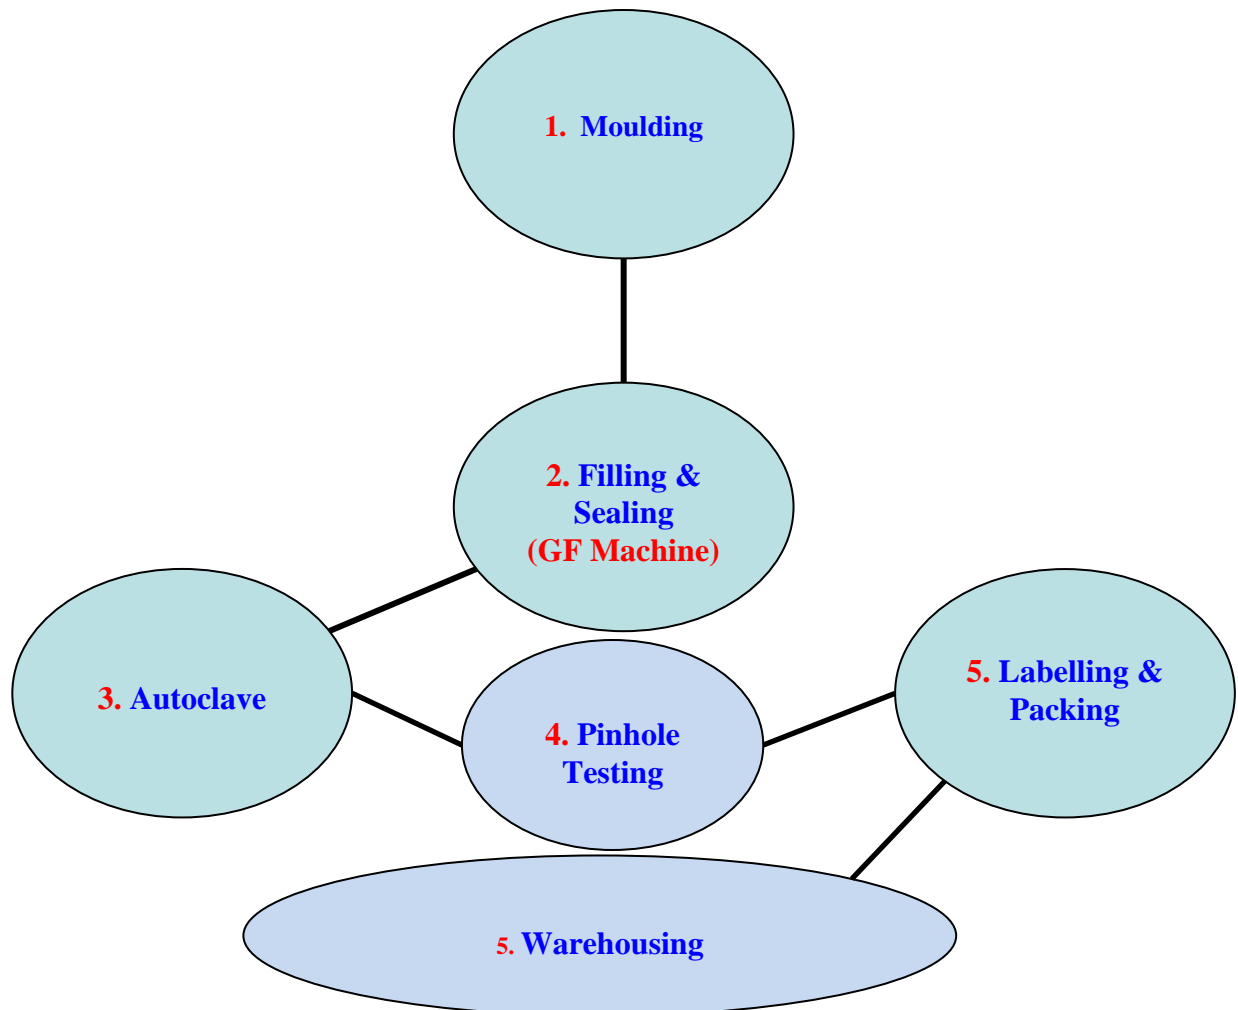 1. Moulding
2. Filling &
Sealing
(GF Machine)
3. Autoclave
4. Pinhole
Testing
5. Labelling &
Packing
5. Warehousing